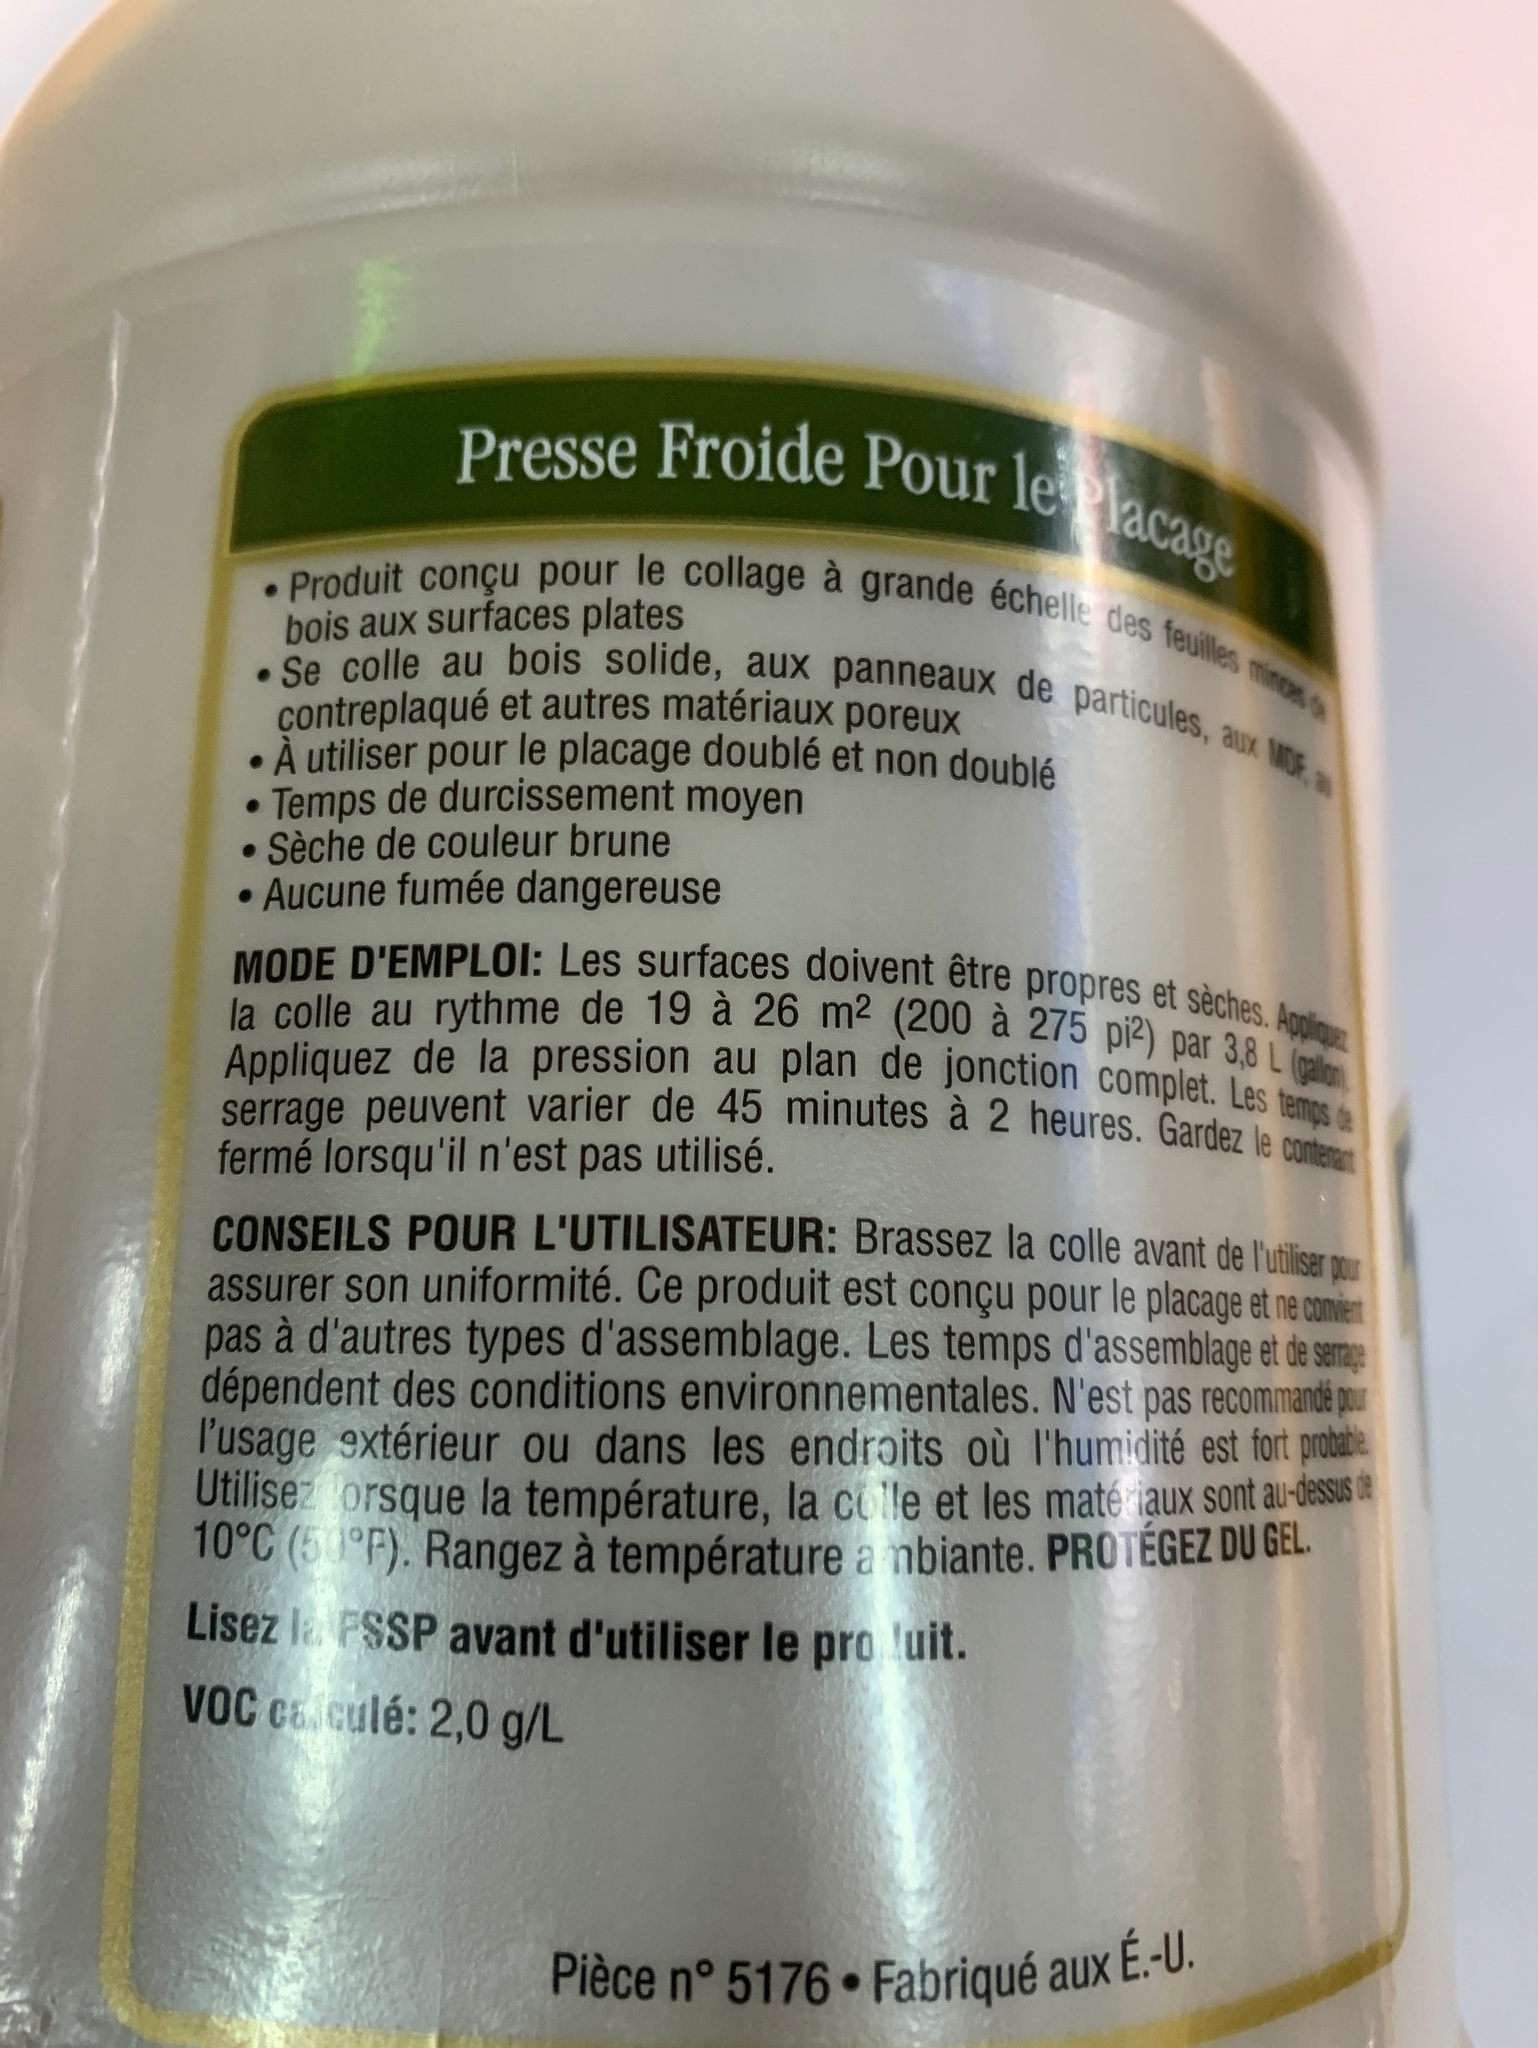 Presse Froide Pour le Placage
• Produit conçu pour le collage à grande échelle des feuilles minces de
bois aux surfaces plates
• Se colle au bois solide, aux panneaux de particules, aux MDF, au
contreplaqué et autres matériaux poreux
• À utiliser pour le placage doublé et non doublé
• Temps de durcissement moyen
• Sèche de couleur brune
• Aucune fumée dangereuse
MODE D'EMPLOI: Les surfaces doivent être propres et sèches. Appliquez
la colle au rythme de 19 à 26 m² (200 à 275 pi²) par 3,8 L (gallon).
Appliquez de la pression au plan de jonction complet. Les temps de
serrage peuvent varier de 45 minutes à 2 heures. Gardez le contenant
fermé lorsqu'il n'est pas utilisé.
CONSEILS POUR L'UTILISATEUR: Brassez la colle avant de l'utiliser pour
assurer son uniformité. Ce produit est conçu pour le placage et ne convient
pas à d'autres types d'assemblage. Les temps d'assemblage et de serrage
dépendent des conditions environnementales. N'est pas recommandé pour
l'usage extérieur ou dans les endroits où l'humidité est fort probable.
Utilisez lorsque la température, la colle et les matériaux sont au-dessus de
10°C (50°F). Rangez à température ambiante. PROTÉGEZ DU GEL.
Lisez la FSSP avant d'utiliser le produit.
VOC calculé: 2,0 g/L
Pièce n° 5176 • Fabriqué aux É.-U.